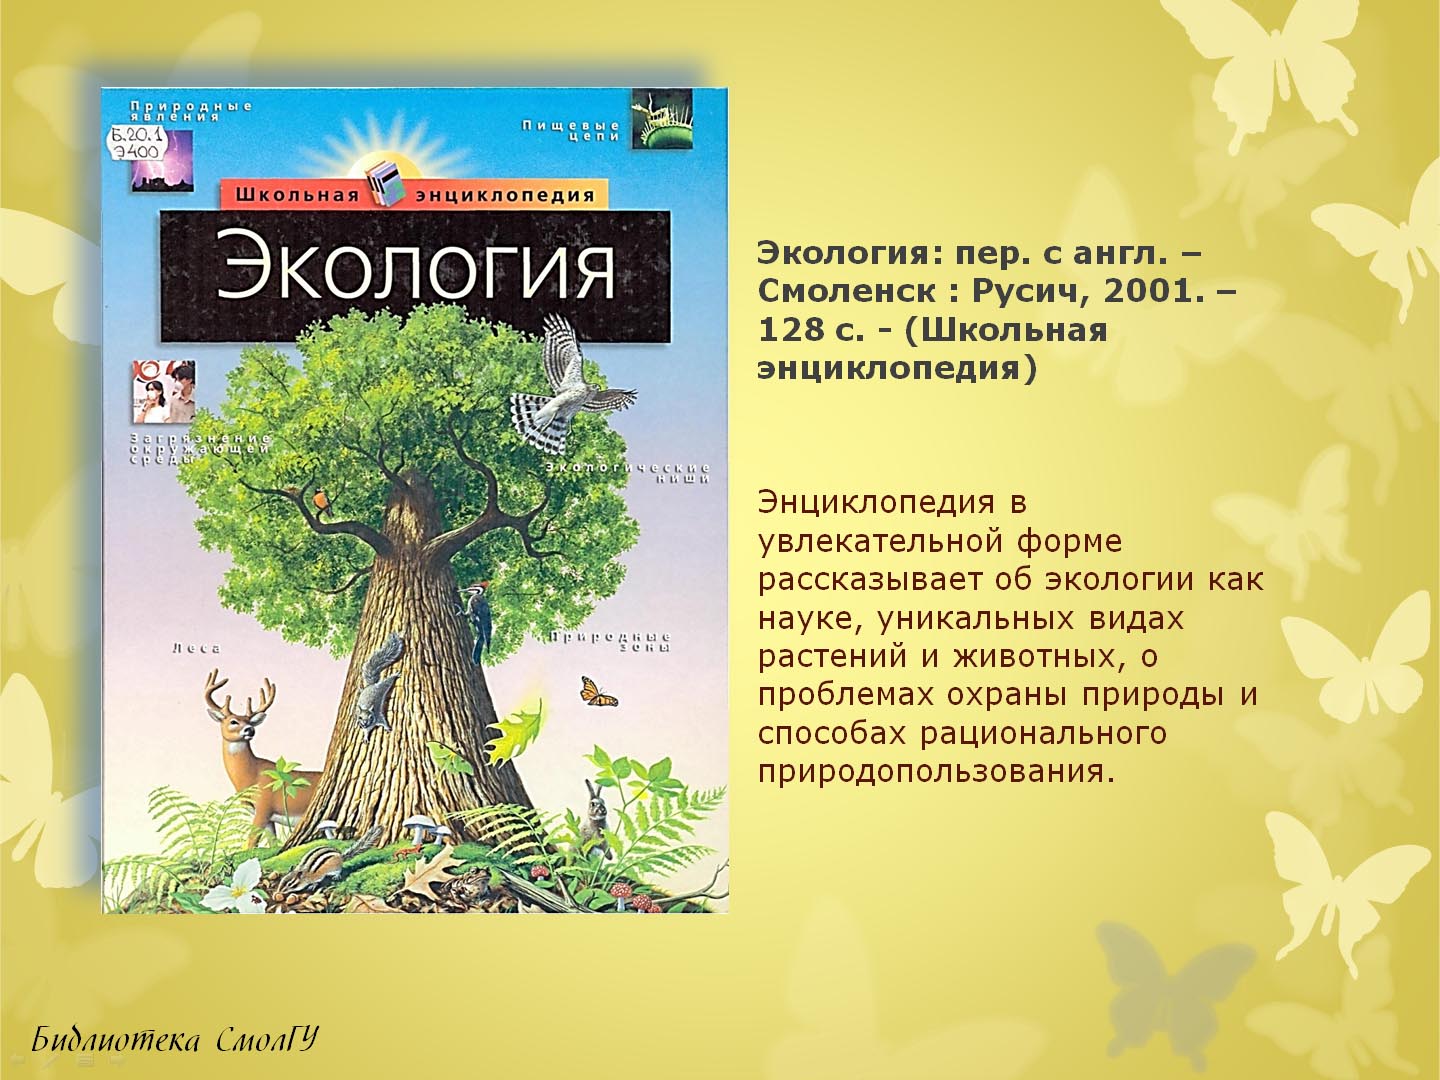 Природные
явления
Б.20.1
Э400
Пищевые
цепи
Школьная энциклопедия
Экология
Загрязнение
окружающей
среды
Экологические
ниши
Леса
Природные
зоны
Экология: пер. с англ. –
Смоленск : Русич, 2001. –
128 с. - (Школьная
энциклопедия)
Энциклопедия в
увлекательной форме
рассказывает об экологии как
науке, уникальных видах
растений и животных, о
проблемах охраны природы и
способах рационального
природопользования.
Библиотека СмолГУ